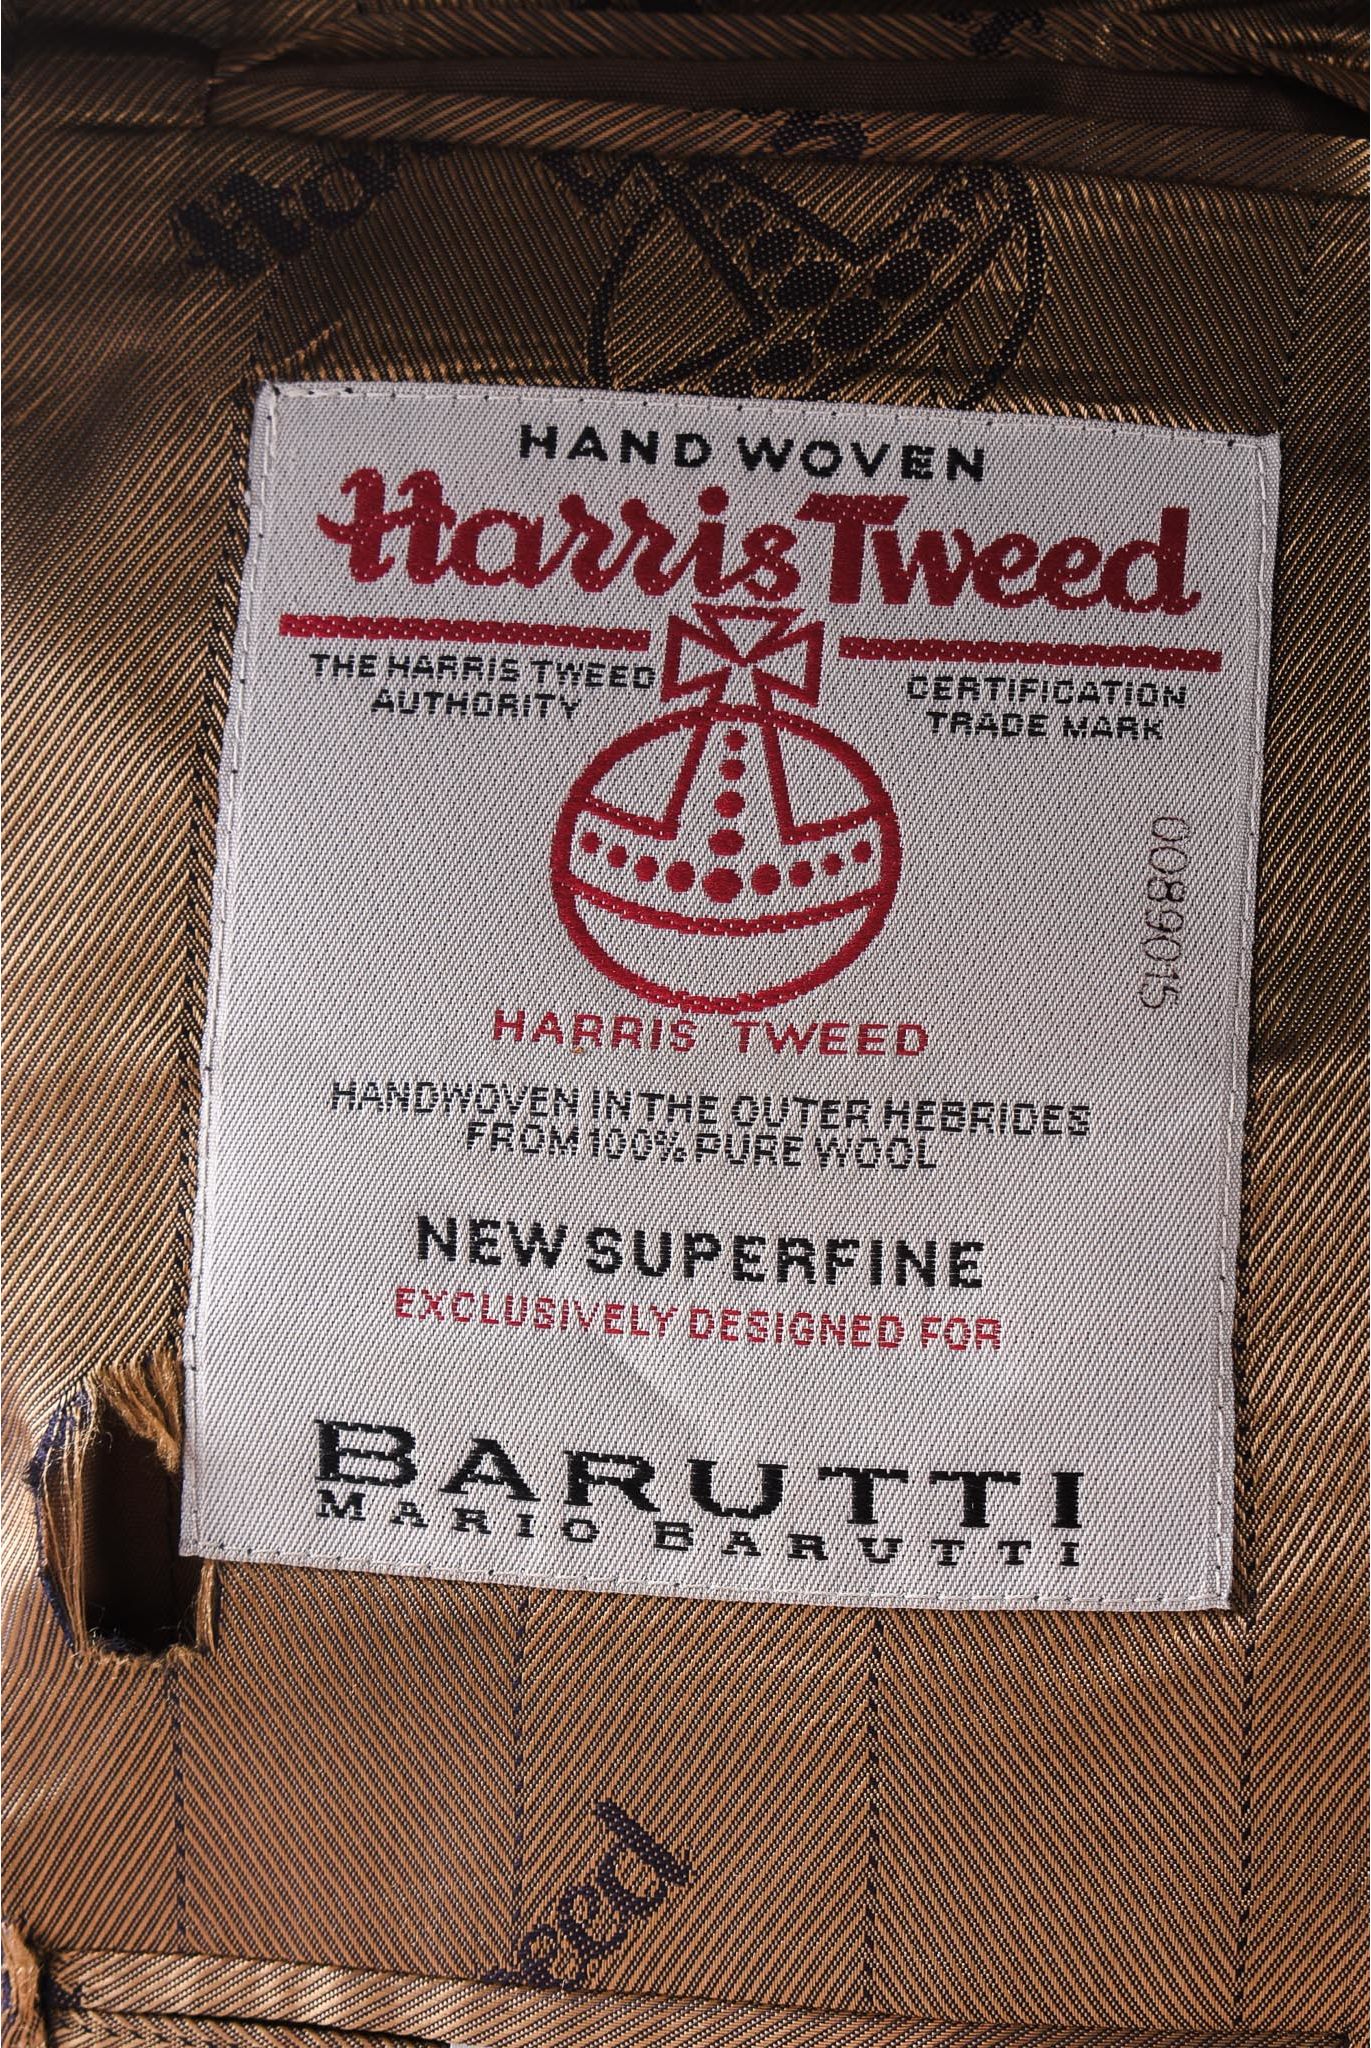 HAND WOVEN
Harris Tweed
THE HARRIS TWEED
AUTHORITY
CERTIFICATION
TRADE MARK
0089015
HARRIS TWEED
HANDWOVEN IN THE OUTER HEBRIDES
FROM 100% PURE WOOL
NEW SUPERFINE
EXCLUSIVELY DESIGNED FOR
BARUTTI
MARIO BARUTTI
eed